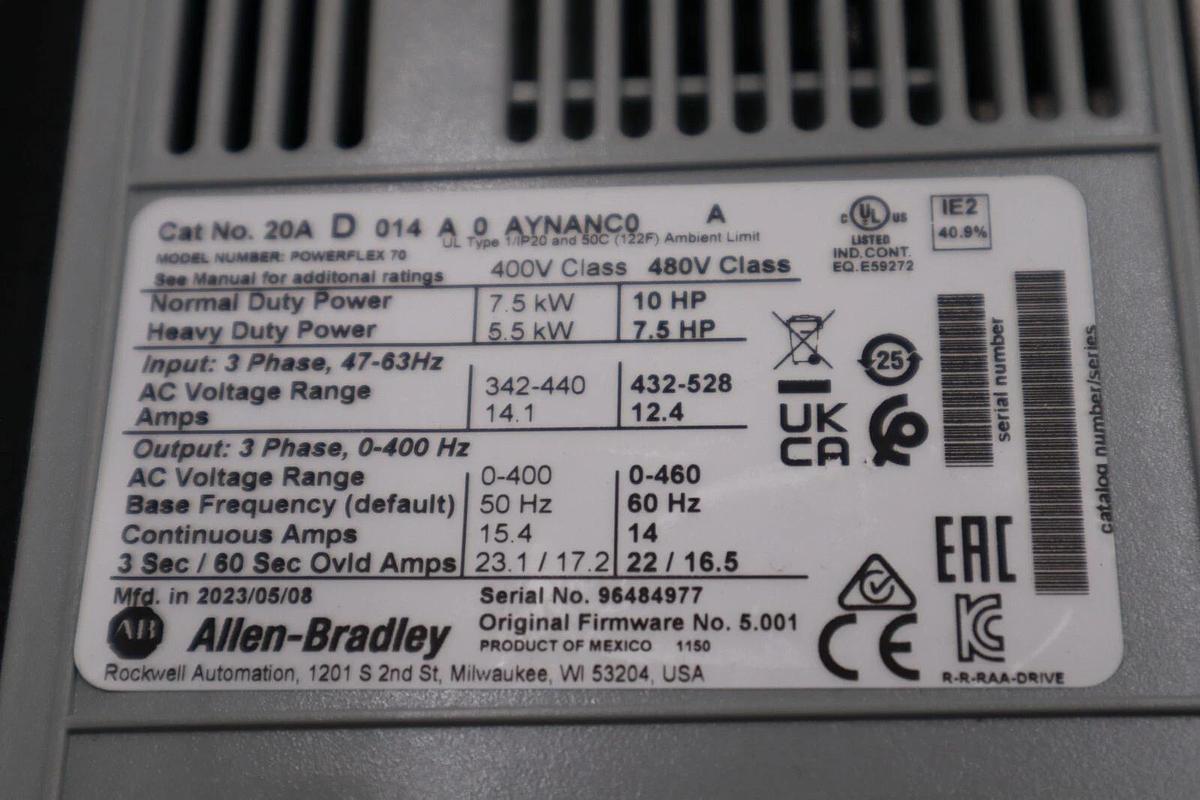 Cat No. 20A D 014 A 0 AYNANC0 A
UL Type 1/IP20 and 50C (122F) Ambient Limit
MODEL NUMBER: POWERFLEX 70
See Manual for additonal ratings
400V Class 480V Class
Normal Duty Power 7.5 kW 10 HP
Heavy Duty Power 5.5 kW 7.5 HP
Input: 3 Phase, 47-63Hz
AC Voltage Range 342-440 432-528
Amps 14.1 12.4
Output: 3 Phase, 0-400 Hz
AC Voltage Range 0-400 0-460
Base Frequency (default) 50 Hz 60 Hz
Continuous Amps 15.4 14
3 Sec / 60 Sec Ovld Amps 23.1 / 17.2 22 / 16.5
Mfd. in 2023/05/08
Serial No. 96484977
Original Firmware No. 5.001
PRODUCT OF MEXICO 1150
AB Allen-Bradley
Rockwell Automation, 1201 S 2nd St, Milwaukee, WI 53204, USA
c UL us
LISTED
IND.CONT.
EQ.E59272
IE2
40.9%
25
UK
CA
serial number
catalog number/series
EAC
CE
KC
R-R-RAA-DRIVE